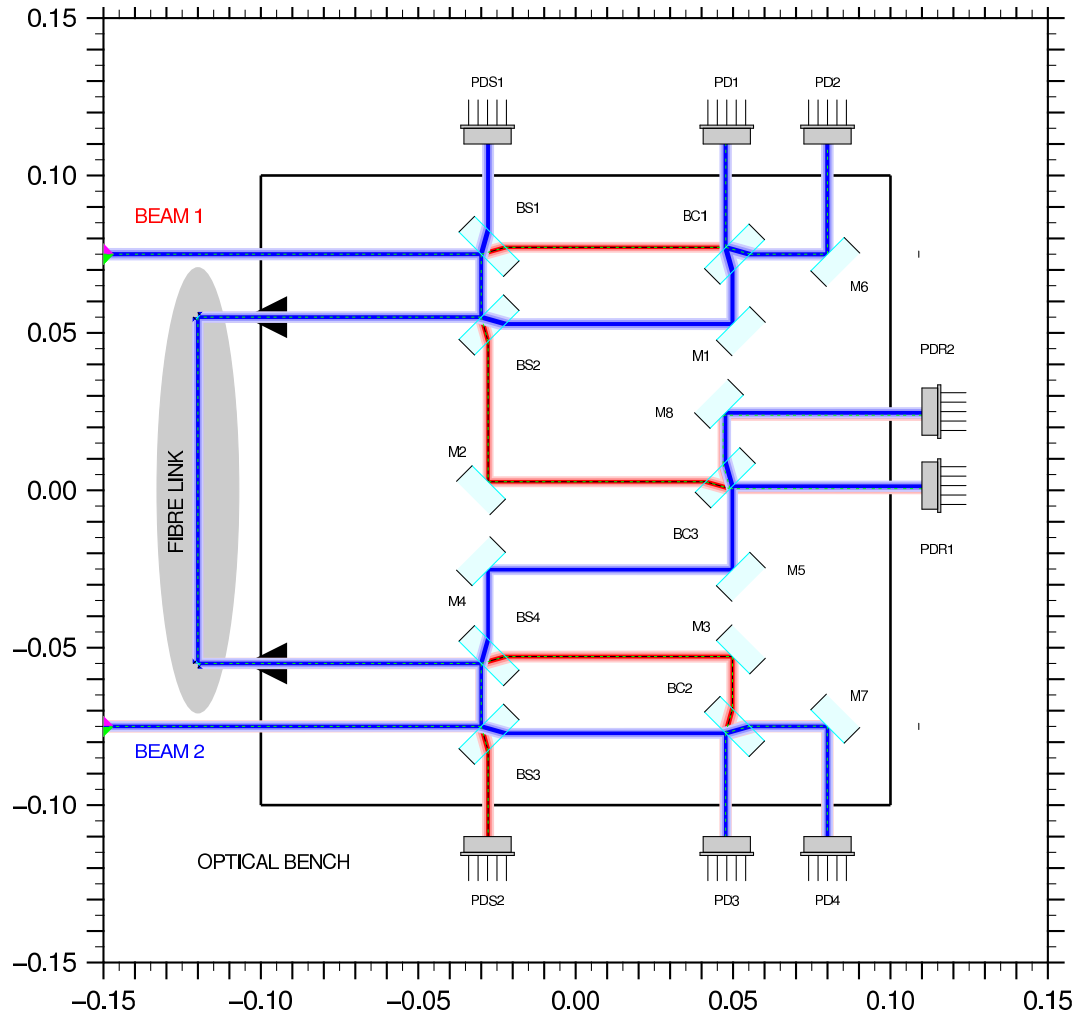 0.15
PDS1 PD1 PD2
0.10
BS1 BC1
BEAM 1
M6
0.05
M1
BS2 PDR2
M8
M2
0.00
FIBRE LINK
BC3 PDR1
M5
M4
BS4 M3
−0.05
BC2 M7
BEAM 2
BS3
−0.10
OPTICAL BENCH
PDS2 PD3 PD4
−0.15
−0.15 −0.10 −0.05 0.00 0.05 0.10 0.15